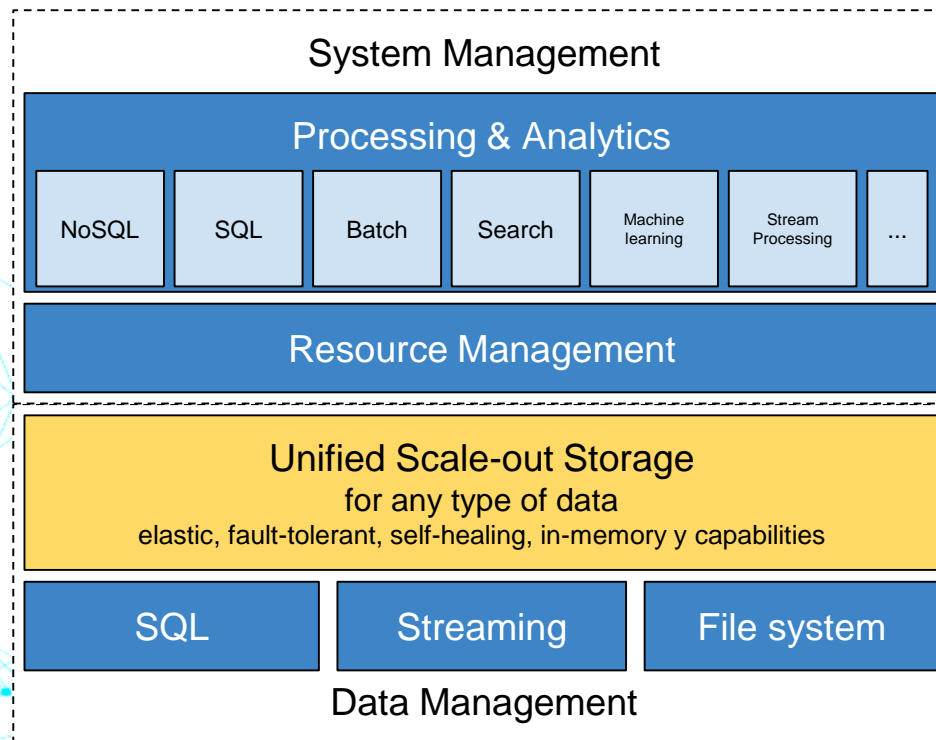 System Management
Processing & Analytics
NoSQL
SQL
Batch
Search
Machine
learning
Stream
Processing
...
Resource Management
Unified Scale-out Storage
for any type of data
elastic, fault-tolerant, self-healing, in-memory y capabilities
SQL
Streaming
File system
Data Management